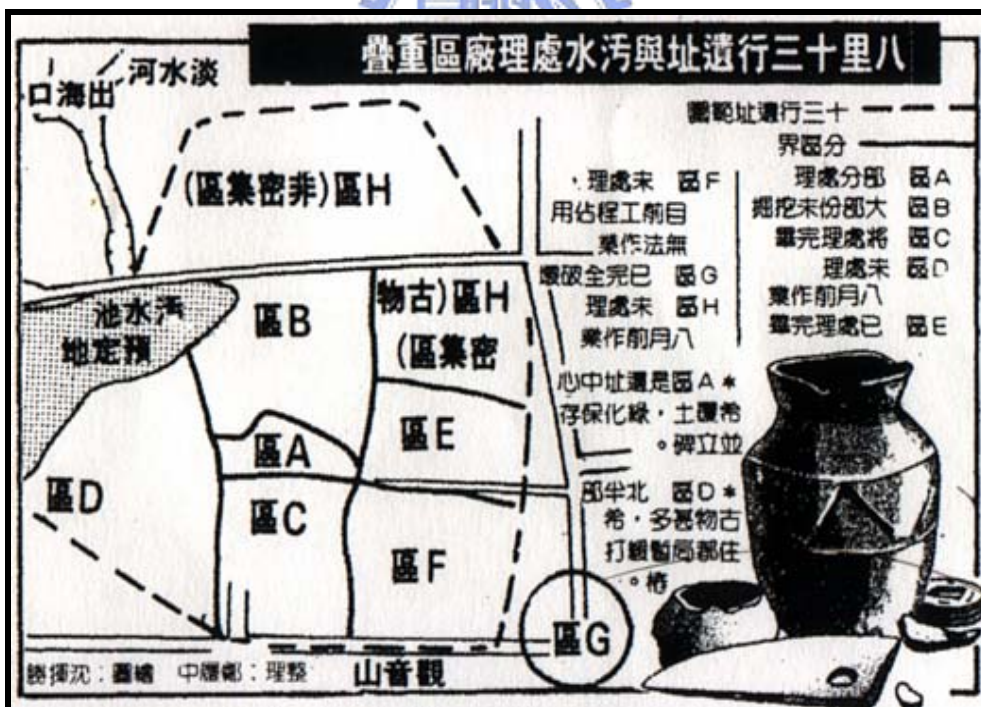 八里十三行遺址與汚水處理廠區重疊
十三行遺址範圍
分區界
A區 部分處理
B區 大部份未挖掘
C區 將處理完畢
D區 未處理
八月前作業
E區 已處理完畢
F區 未處理、
目前工程佔用
無法作業
G區 已完全破壞
H區 未處理
八月前作業
*A區是遺址中心
希覆土，綠化保存
並立碑。
*D區 北半部
古物甚多，希
住都局暫緩打
樁。
淡水河
出海口
H區(非密集區)
H區(古物
密集區)
B區
汚水池
預定地
E區
A區
D區
C區
F區
G區
觀音山
整理：
繪圖：沈揮勝